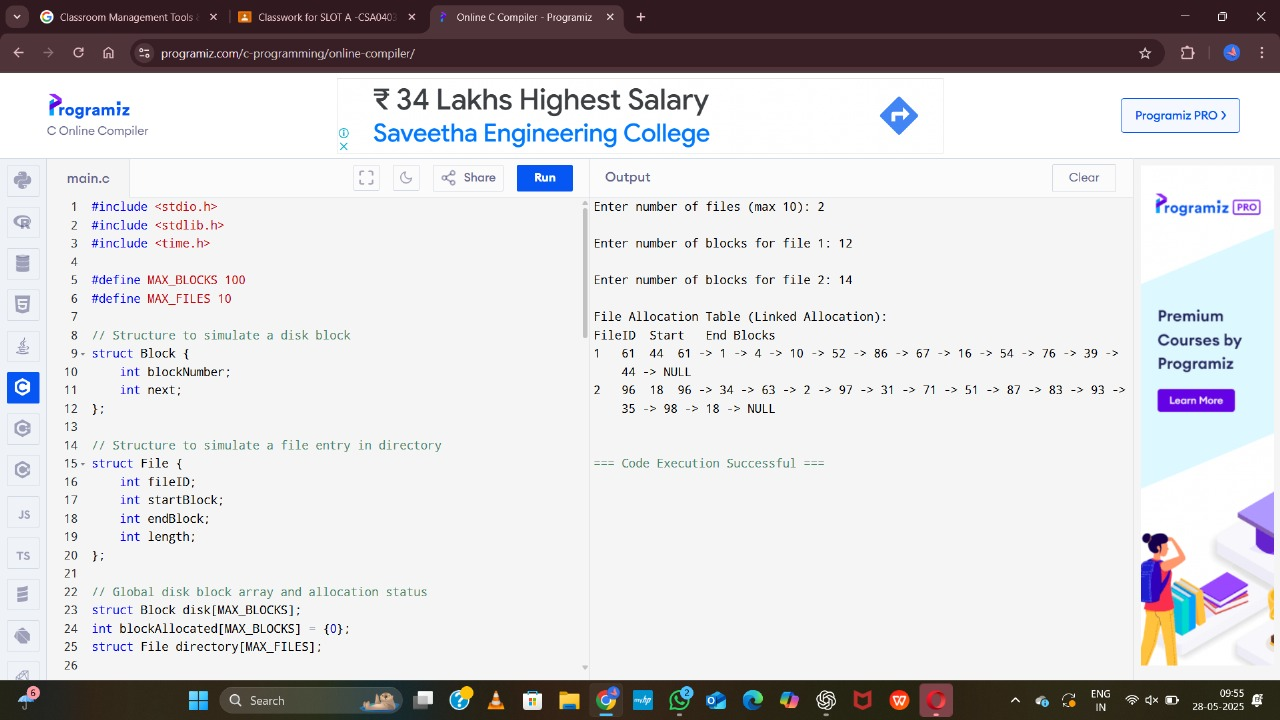 Classroom Management Tools &
Classwork for SLOT A -CSA0403
Online C Compiler - Programiz
programiz.com/c-programming/online-compiler/
Programiz
C Online Compiler
₹ 34 Lakhs Highest Salary
Saveetha Engineering College
Programiz PRO
main.c
Share
Run
Output
Clear
1 #include <stdio.h>
2 #include <stdlib.h>
3 #include <time.h>
4
5 #define MAX_BLOCKS 100
6 #define MAX_FILES 10
7
8 // Structure to simulate a disk block
9 struct Block {
10 int blockNumber;
11 int next;
12 };
13
14 // Structure to simulate a file entry in directory
15 struct File {
16 int fileID;
17 int startBlock;
18 int endBlock;
19 int length;
20 };
21
22 // Global disk block array and allocation status
23 struct Block disk[MAX_BLOCKS];
24 int blockAllocated[MAX_BLOCKS] = {0};
25 struct File directory[MAX_FILES];
26
Enter number of files (max 10): 2
Enter number of blocks for file 1: 12
Enter number of blocks for file 2: 14
File Allocation Table (Linked Allocation):
FileID Start End Blocks
1 61 44 61 -> 1 -> 4 -> 10 -> 52 -> 86 -> 67 -> 16 -> 54 -> 76 -> 39 ->
44 -> NULL
2 96 18 96 -> 34 -> 63 -> 2 -> 97 -> 31 -> 71 -> 51 -> 87 -> 83 -> 93 ->
35 -> 98 -> 18 -> NULL
=== Code Execution Successful ===
Programiz PRO
Premium
Courses by
Programiz
Learn More
JS
TS
6
Search
2
ENG
IN
09:55
28-05-2025